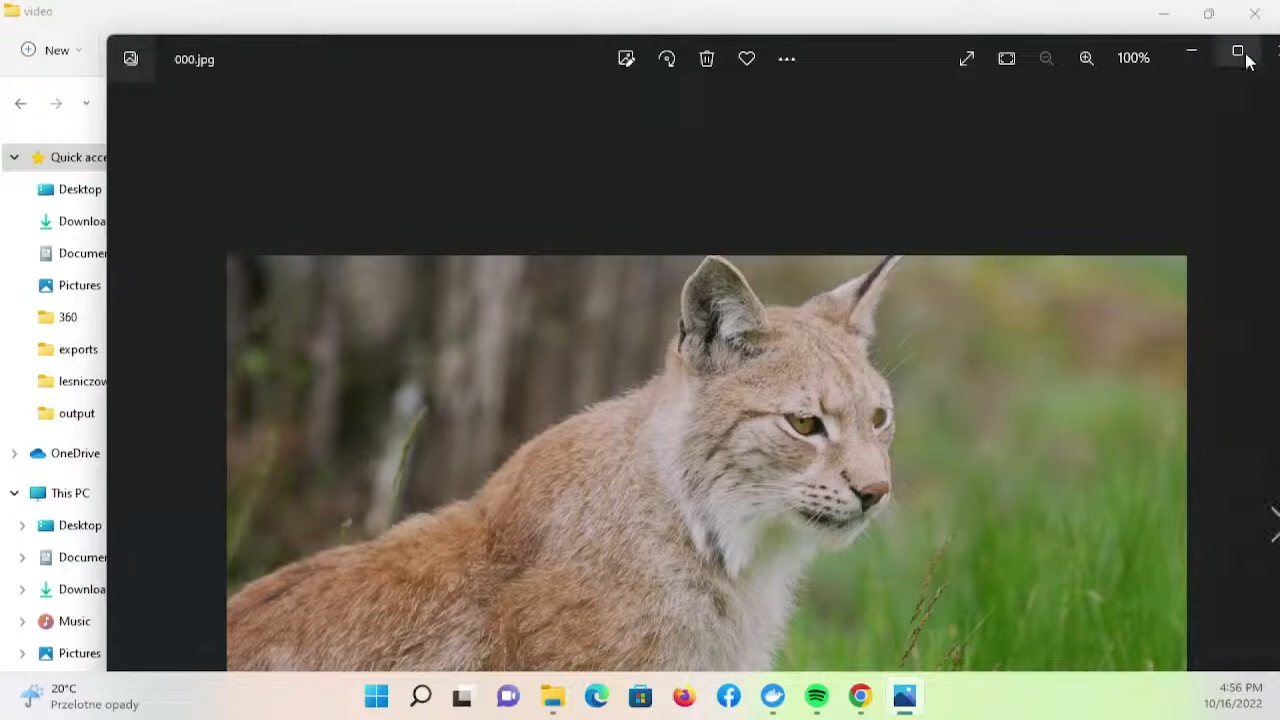 video
New
000.jpg
100%
Quick acce
Desktop
Downloa
Documen
Pictures
360
exports
lesniczow
output
OneDrive
This PC
Desktop
Documen
Downloa
Music
Pictures
20°C
Przelotne opady
4:56 PM
10/16/2022